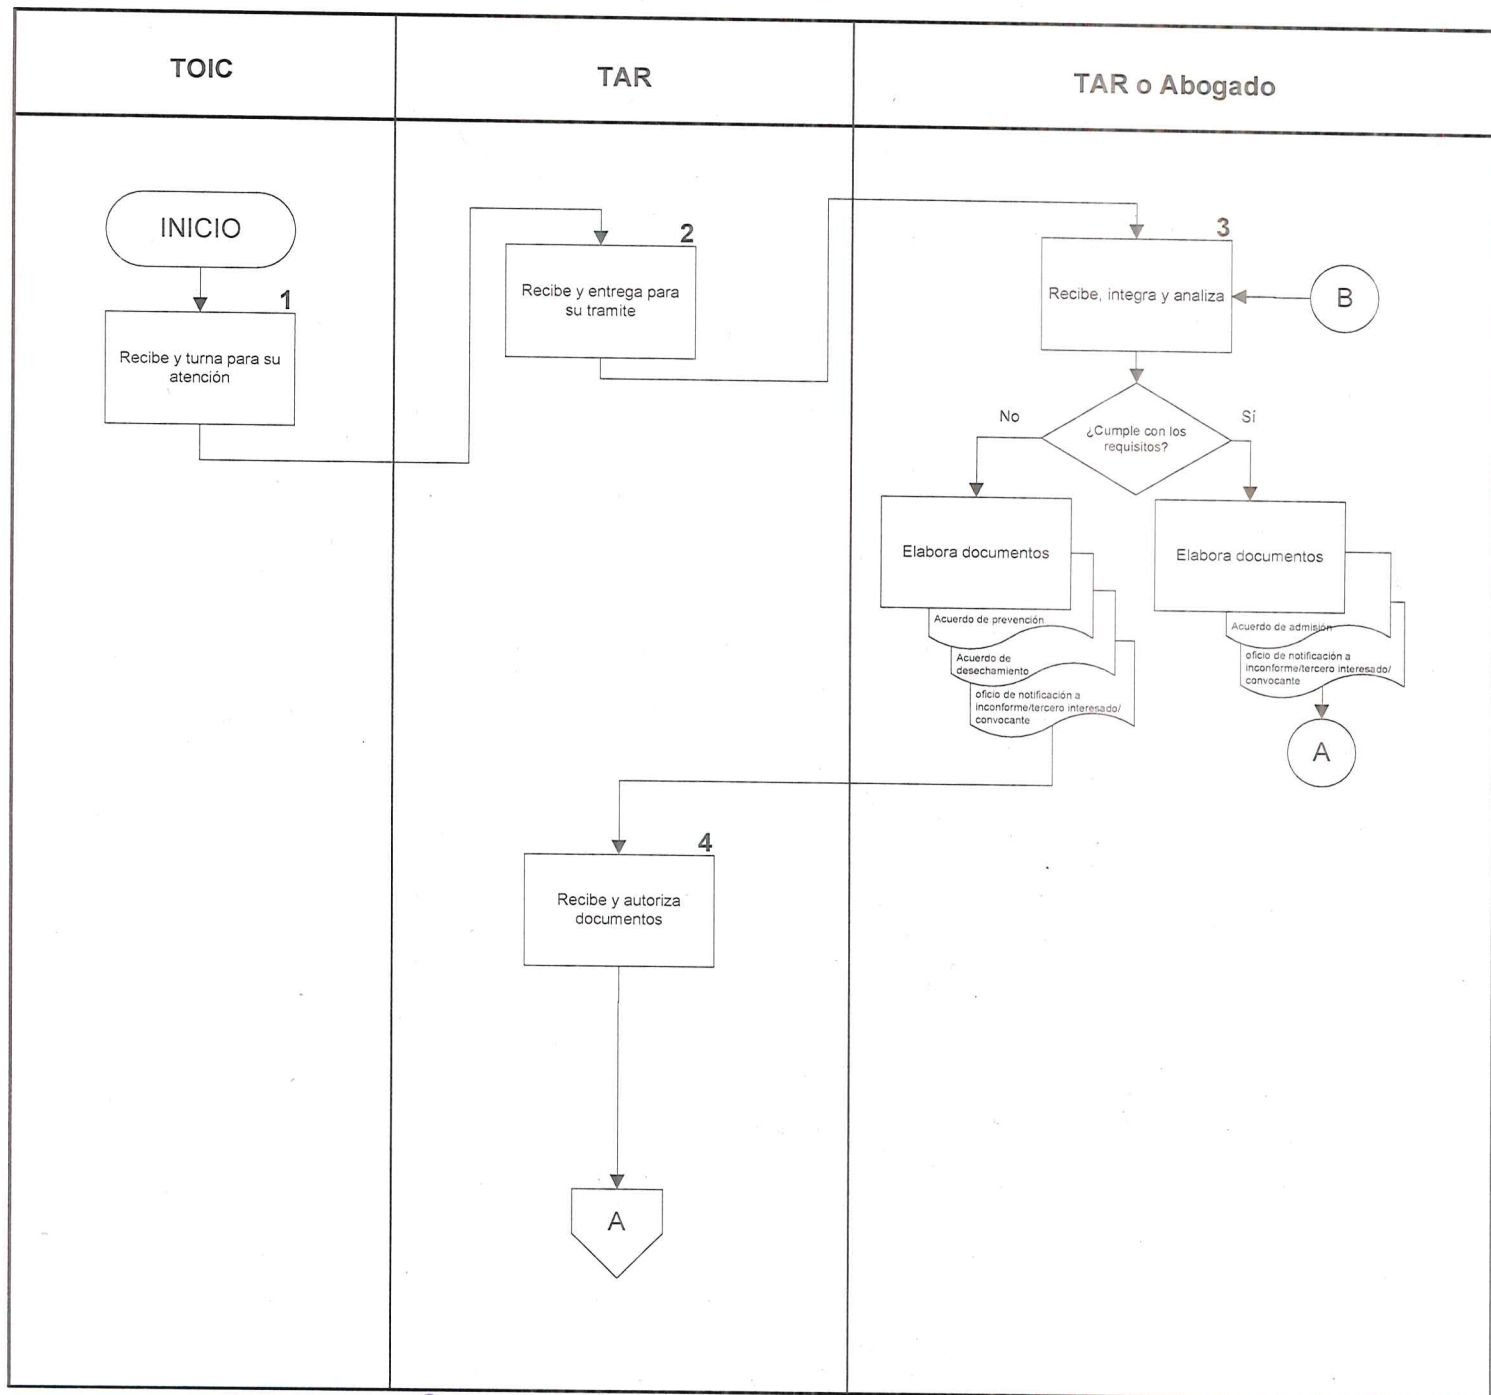 TOIC
TAR
TAR o Abogado
INICIO
1
Recibe y turna para su
atención
2
Recibe y entrega para
su tramite
3
Recibe, integra y analiza
B
¿Cumple con los
requisitos?
No
Sí
Elabora documentos
Acuerdo de prevención
Acuerdo de
desechamiento
oficio de notificación a
inconforme/tercero interesado/
convocante
Elabora documentos
Acuerdo de admisión
oficio de notificación a
inconforme/tercero interesado/
convocante
A
4
Recibe y autoriza
documentos
A